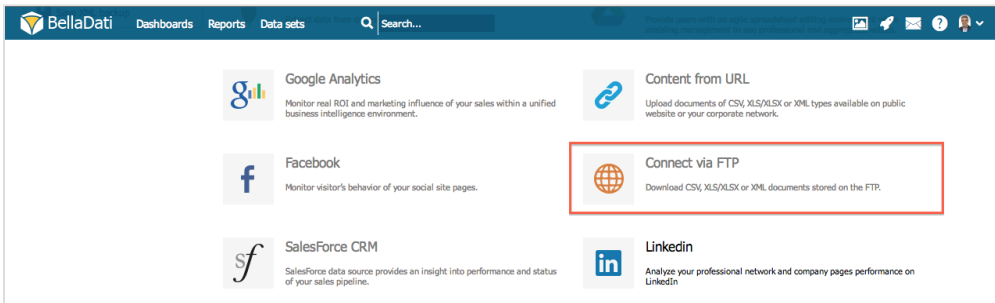 BellaDati
Dashboards Reports Data sets Search...
Google Analytics
Monitor real ROI and marketing influence of your sales within a unified
business intelligence environment.
Content from URL
Upload documents of CSV, XLS/XLSX or XML types available on public
website or your corporate network.
Facebook
Monitor visitor's behavior of your social site pages.
Connect via FTP
Download CSV, XLS/XLSX or XML documents stored on the FTP.
SalesForce CRM
SalesForce data source provides an insight into performance and status
of your sales pipeline.
Linkedin
Analyze your professional network and company pages performance on
LinkedIn